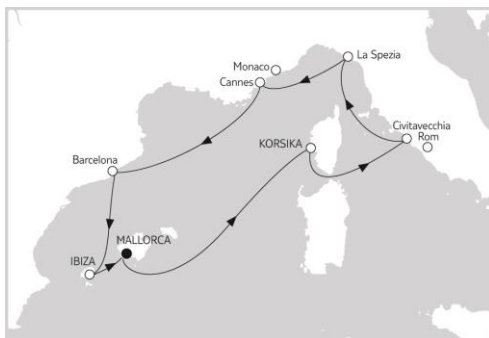 La Spezia
Monaco
Cannes
Civitavecchia
Rom
KORSIKA
Barcelona
MALLORCA
IBIZA